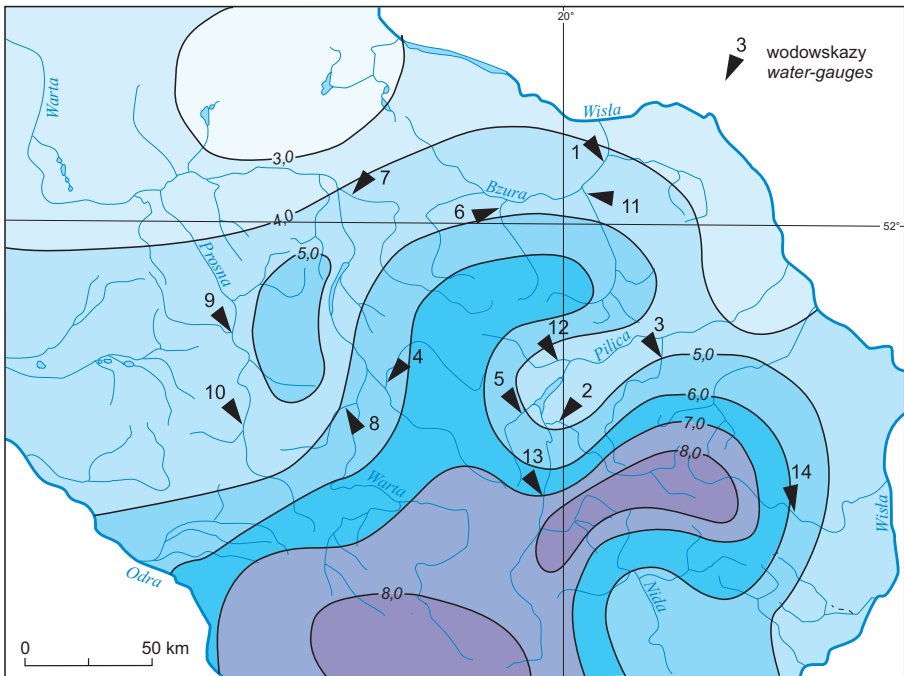 20°
3
wodowskazy
water-gauges
Warta
Wisła
1
3,0
7
Bzura
6
11
4,0
52°
Prosna
5,0
9
12
3
Pilica
4
5
2
5,0
10
8
6,0
7,0
13
8,0
14
Warta
Wisła
Odra
Nida
8,0
0
50 km